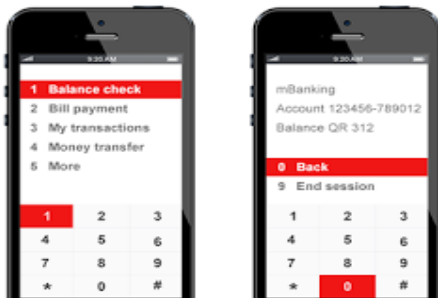 9:20 AM
1 Balance check
2 Bill payment
3 My transactions
4 Money transfer
5 More
1 2 3
4 5 6
7 8 9
* 0 #
9:20 AM
mBanking
Account 123456-789012
Balance QR 312
0 Back
9 End session
1 2 3
4 5 6
7 8 9
* 0 #